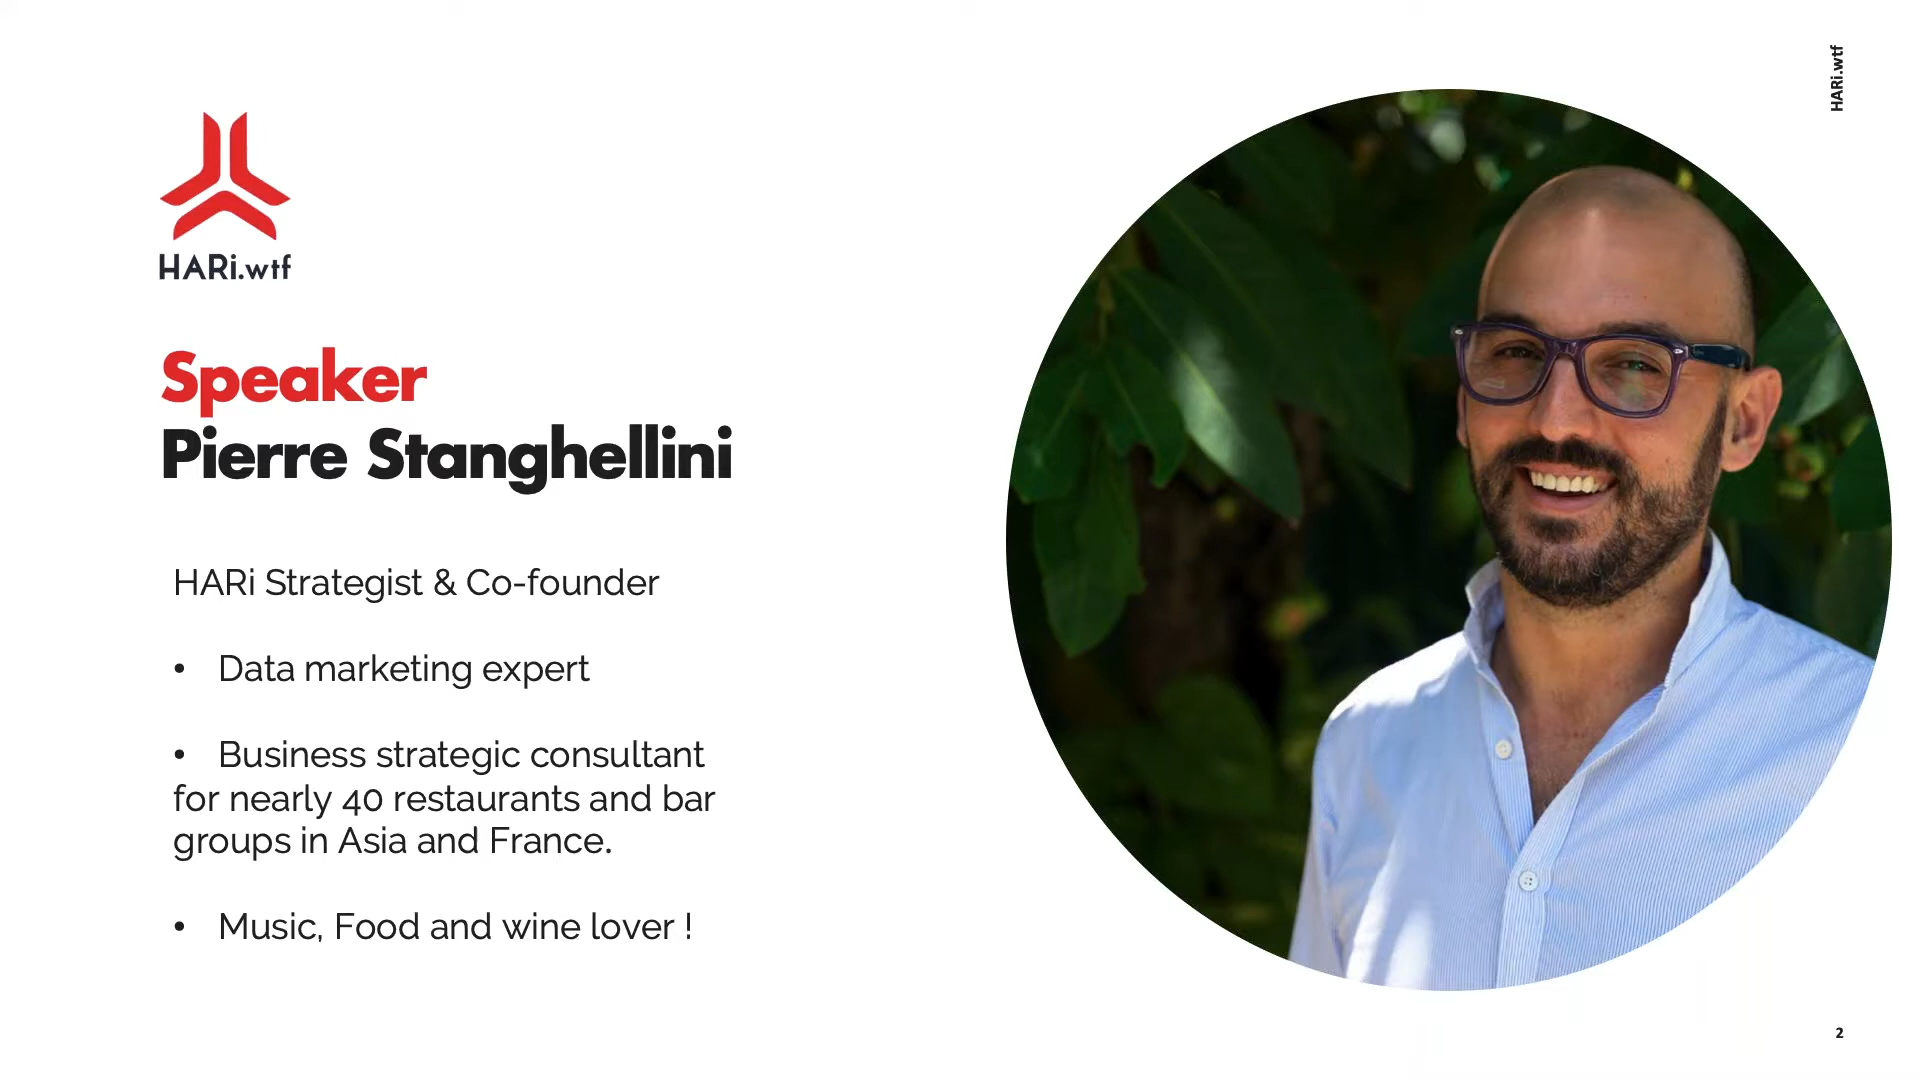 HARi.wtf
HARi.wtf
Speaker
Pierre Stanghellini
HARi Strategist & Co-founder
• Data marketing expert
• Business strategic consultant
for nearly 40 restaurants and bar
groups in Asia and France.
• Music, Food and wine lover !
2